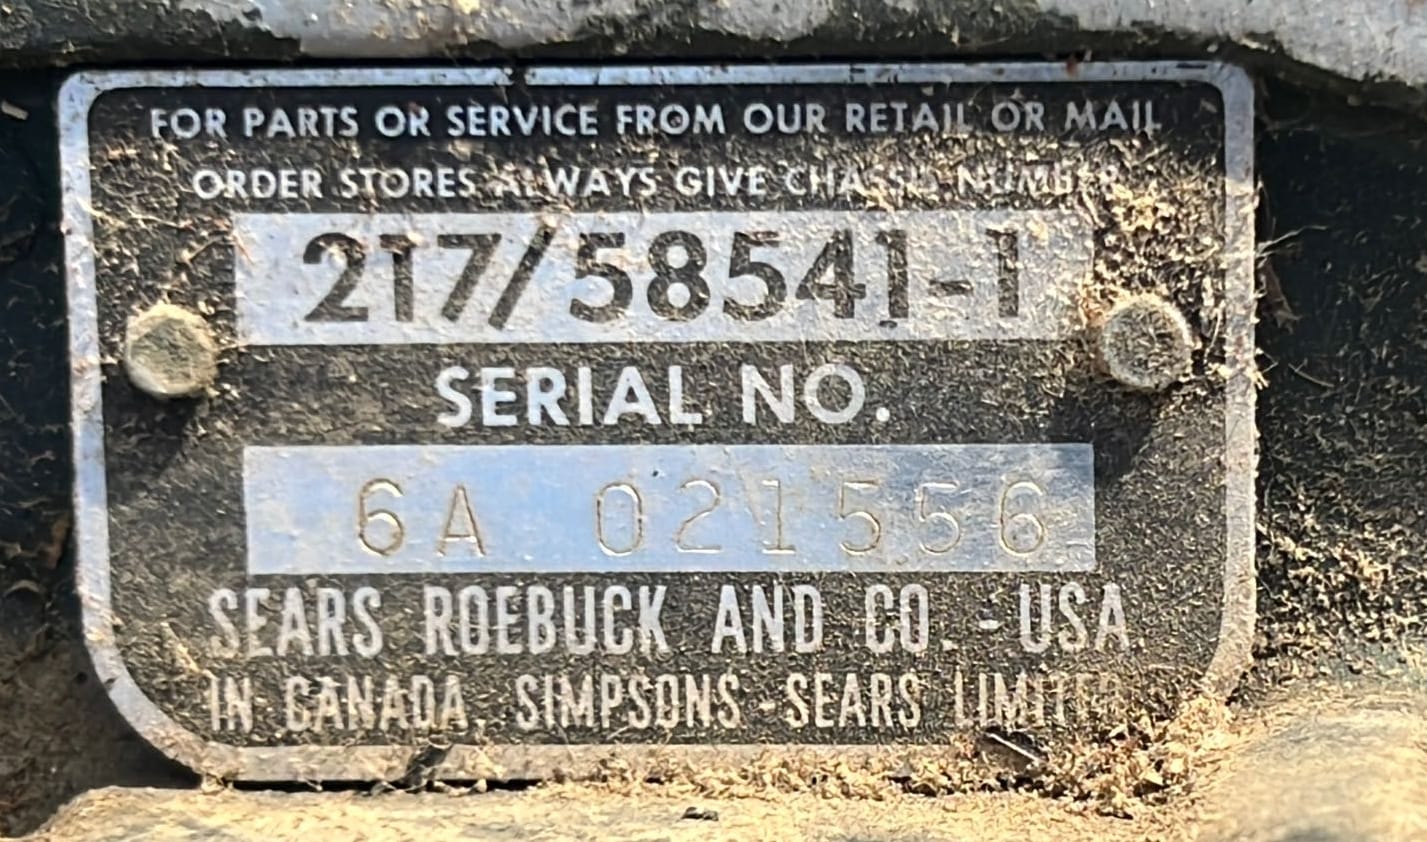 FOR PARTS OR SERVICE FROM OUR RETAIL OR MAIL
ORDER STORES ALWAYS GIVE CHASSIS NUMBER
217/58541-1
SERIAL NO.
6A 021556
SEARS ROEBUCK AND CO. - USA
IN CANADA, SIMPSONS - SEARS LIMITED